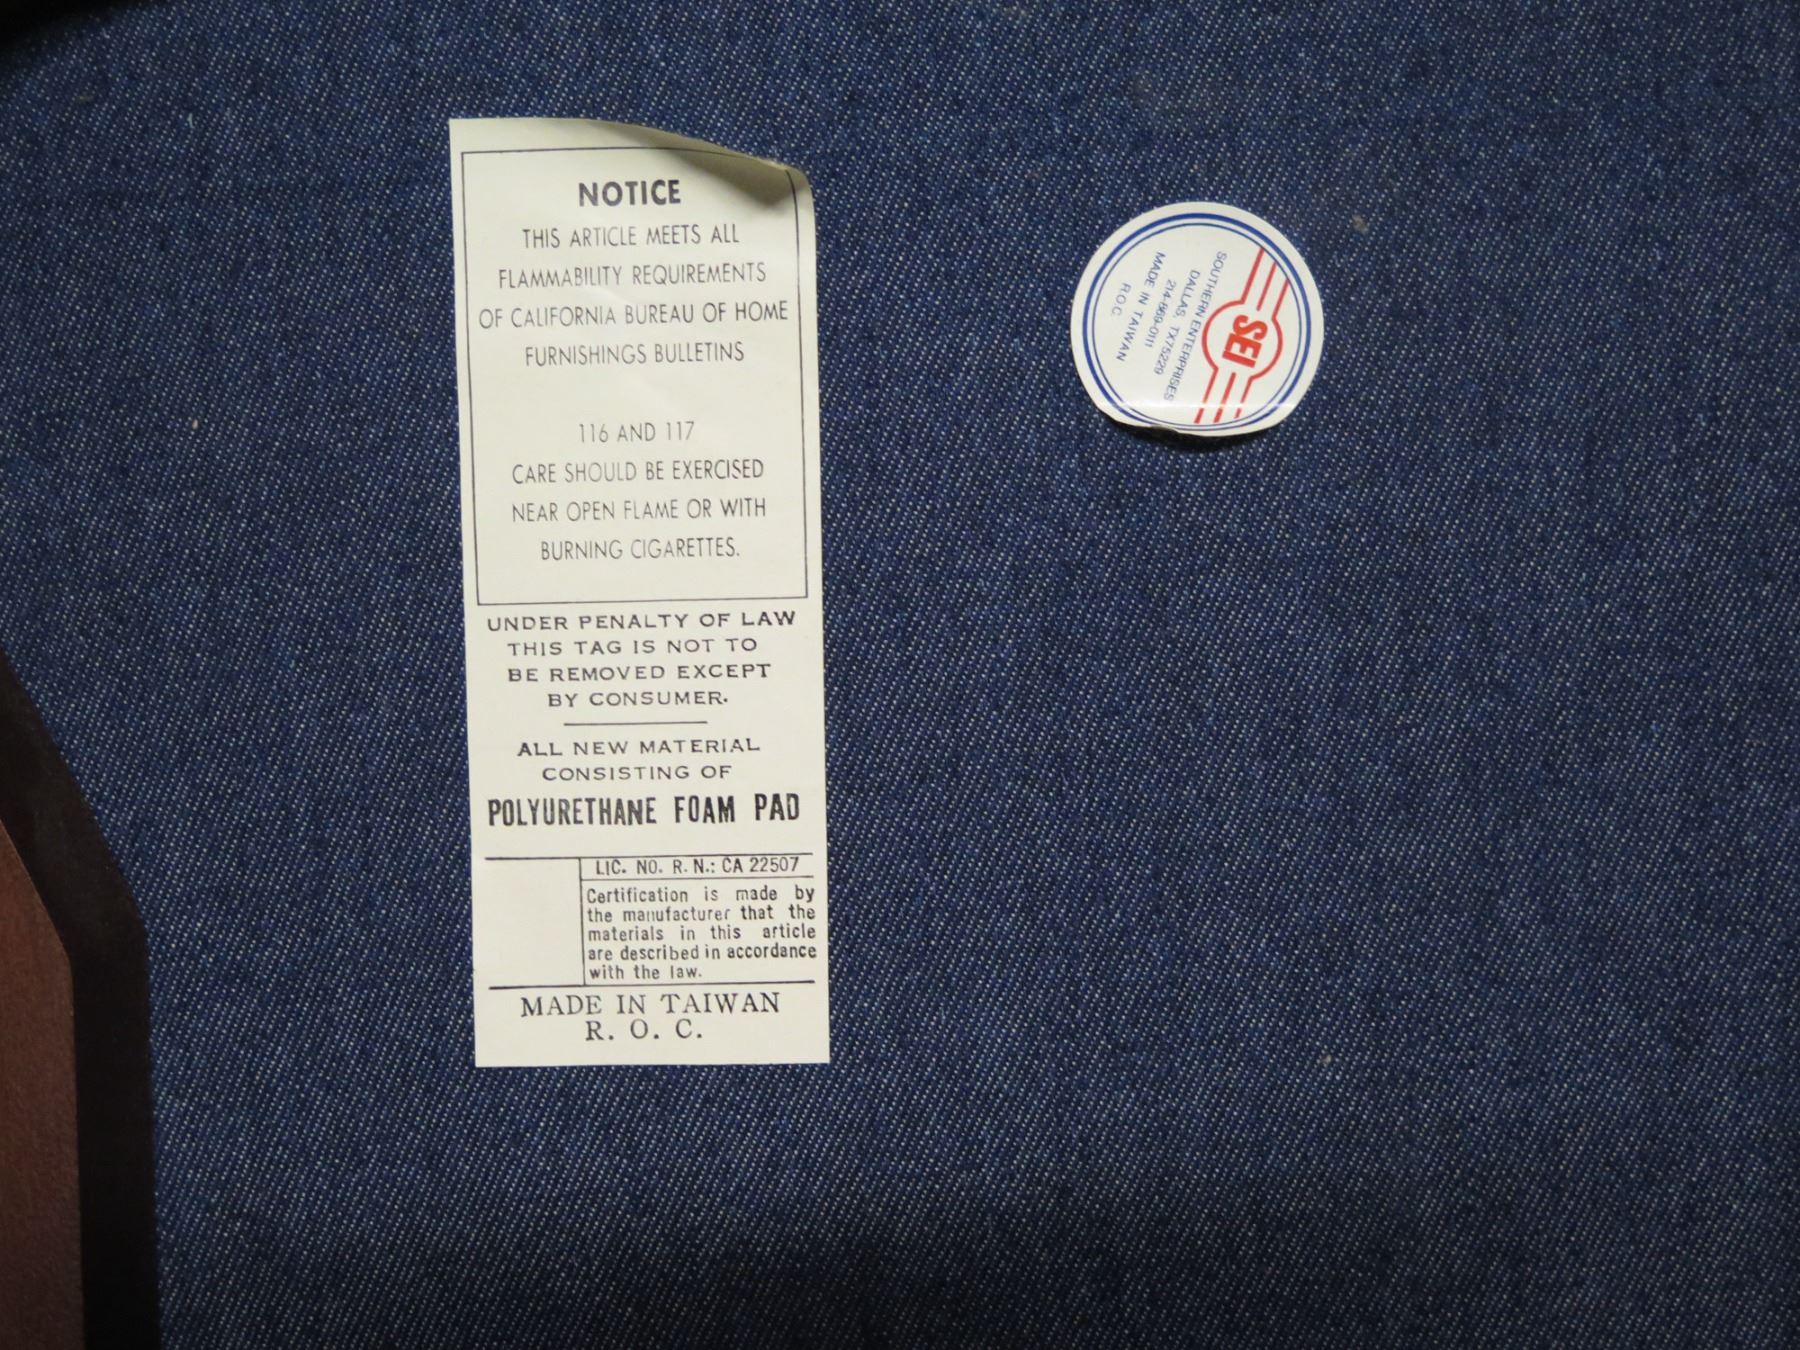 NOTICE
THIS ARTICLE MEETS ALL
FLAMMABILITY REQUIREMENTS
OF CALIFORNIA BUREAU OF HOME
FURNISHINGS BULLETINS
116 AND 117
CARE SHOULD BE EXERCISED
NEAR OPEN FLAME OR WITH
BURNING CIGARETTES.
UNDER PENALTY OF LAW
THIS TAG IS NOT TO
BE REMOVED EXCEPT
BY CONSUMER.
ALL NEW MATERIAL
CONSISTING OF
POLYURETHANE FOAM PAD
LIC. NO. R. N.: CA 22507
Certification is made by
the manufacturer that the
materials in this article
are described in accordance
with the law.
MADE IN TAIWAN
R. O. C.
SEI
SOUTHERN ENTERPRISES
DALLAS, TX75229
214-869-0111
MADE IN TAIWAN
R.O.C.